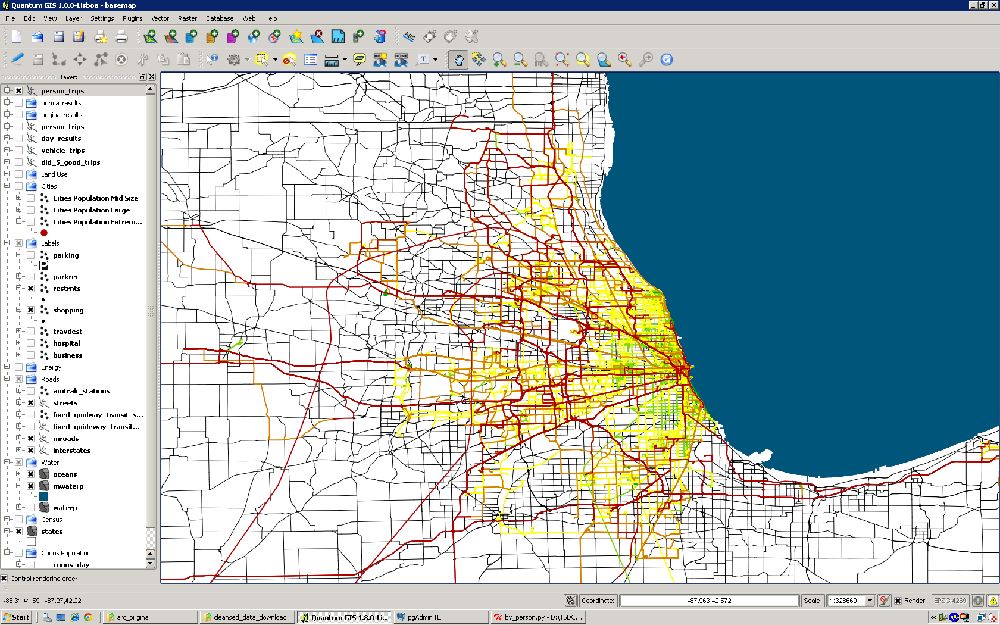 Quantum GIS 1.8.0-Lisboa - basemap
File Edit View Layer Settings Plugins Vector Raster Database Web Help
ABC
HOME HOME T
Layers
person_trips
normal results
original results
person_trips
day_results
vehicle_trips
did_5_good_trips
Land Use
Cities
Cities Population Mid Size
Cities Population Large
Cities Population Extrem...
Labels
parking
P
parkrec
restrnts
shopping
travdest
hospital
business
Energy
Roads
amtrak_stations
streets
fixed_guidway_transit_s...
fixed_guideway_transit...
mroads
interstates
Water
oceans
mwaterp
waterp
Census
states
Conus Population
conus_day
Control rendering order
-88.31,41.59 : -87.27,42.22 Coordinate: -87.963,42.572 Scale 1:328669 Render EPSG:4269
Start arc_original cleansed_data_download Quantum GIS 1.8.0-Li... pgAdmin III by_person.py - D:\TSDC... «